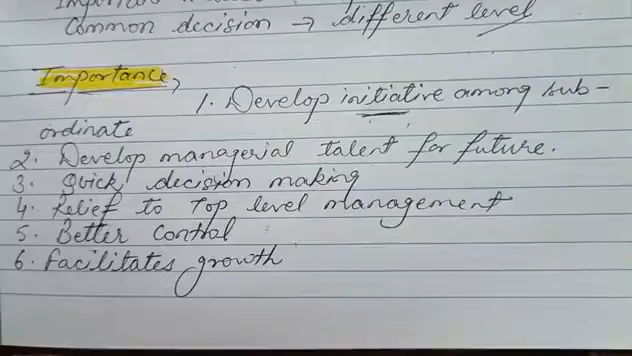 Common decision → different level
Importance,
1. Develop initiative among sub-
ordinate
2. Develop managerial talent for future.
3. Quick decision making
4. Relief to Top level management
5. Better Control
6. Facilitates growth